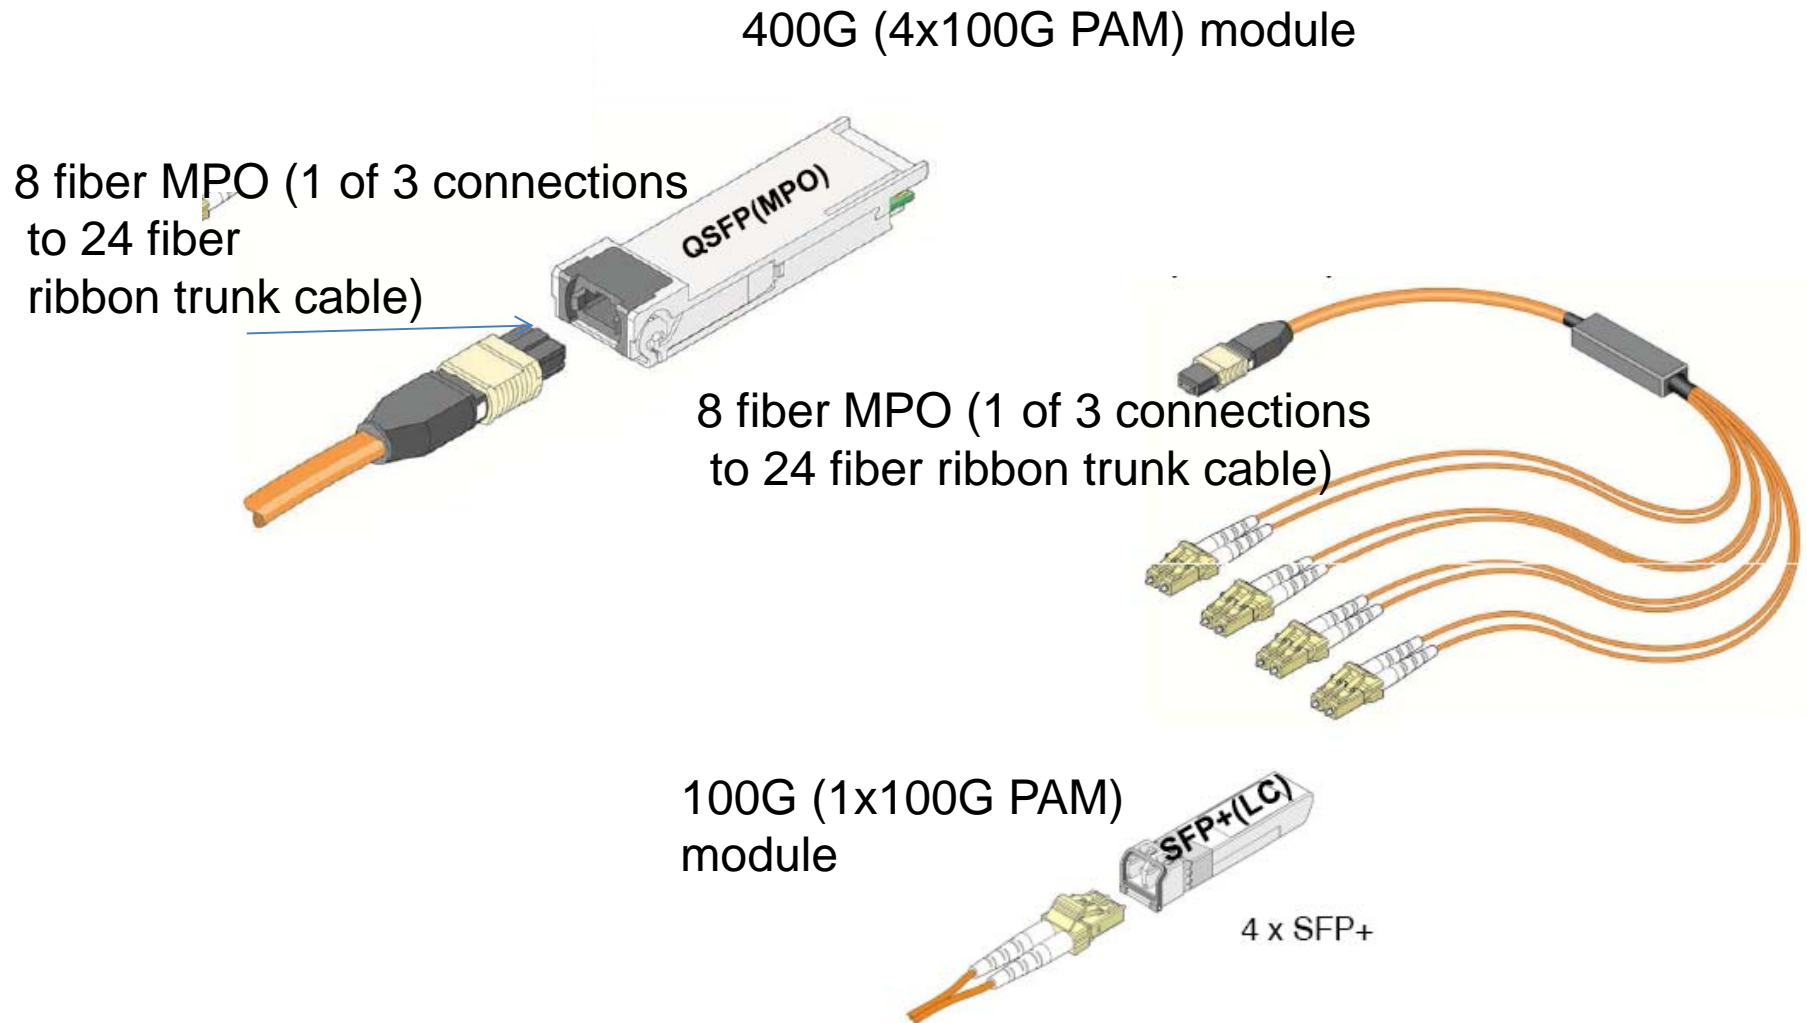 400G (4x100G PAM) module
8 fiber MPO (1 of 3 connections
to 24 fiber
ribbon trunk cable)
QSFP(MPO)
8 fiber MPO (1 of 3 connections
to 24 fiber ribbon trunk cable)
100G (1x100G PAM)
module
SFP+(LC)
4 x SFP+